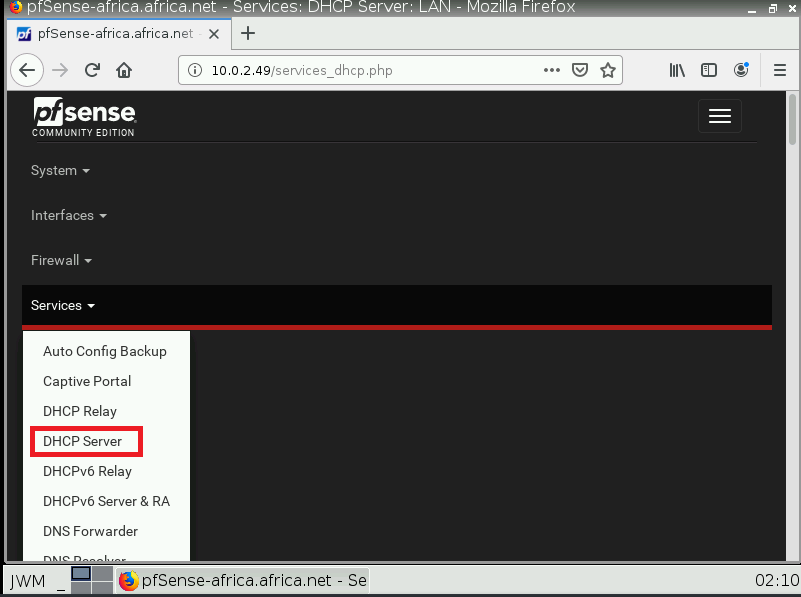 pfSense-africa.africa.net - Services: DHCP Server: LAN - Mozilla Firefox
pfSense-africa.africa.net -
10.0.2.49/services_dhcp.php
pfsense
COMMUNITY EDITION
System
Interfaces
Firewall
Services
Auto Config Backup
Captive Portal
DHCP Relay
DHCP Server
DHCPv6 Relay
DHCPv6 Server & RA
DNS Forwarder
DNS Resolver
JWM _ pfSense-africa.africa.net - Se 02:10